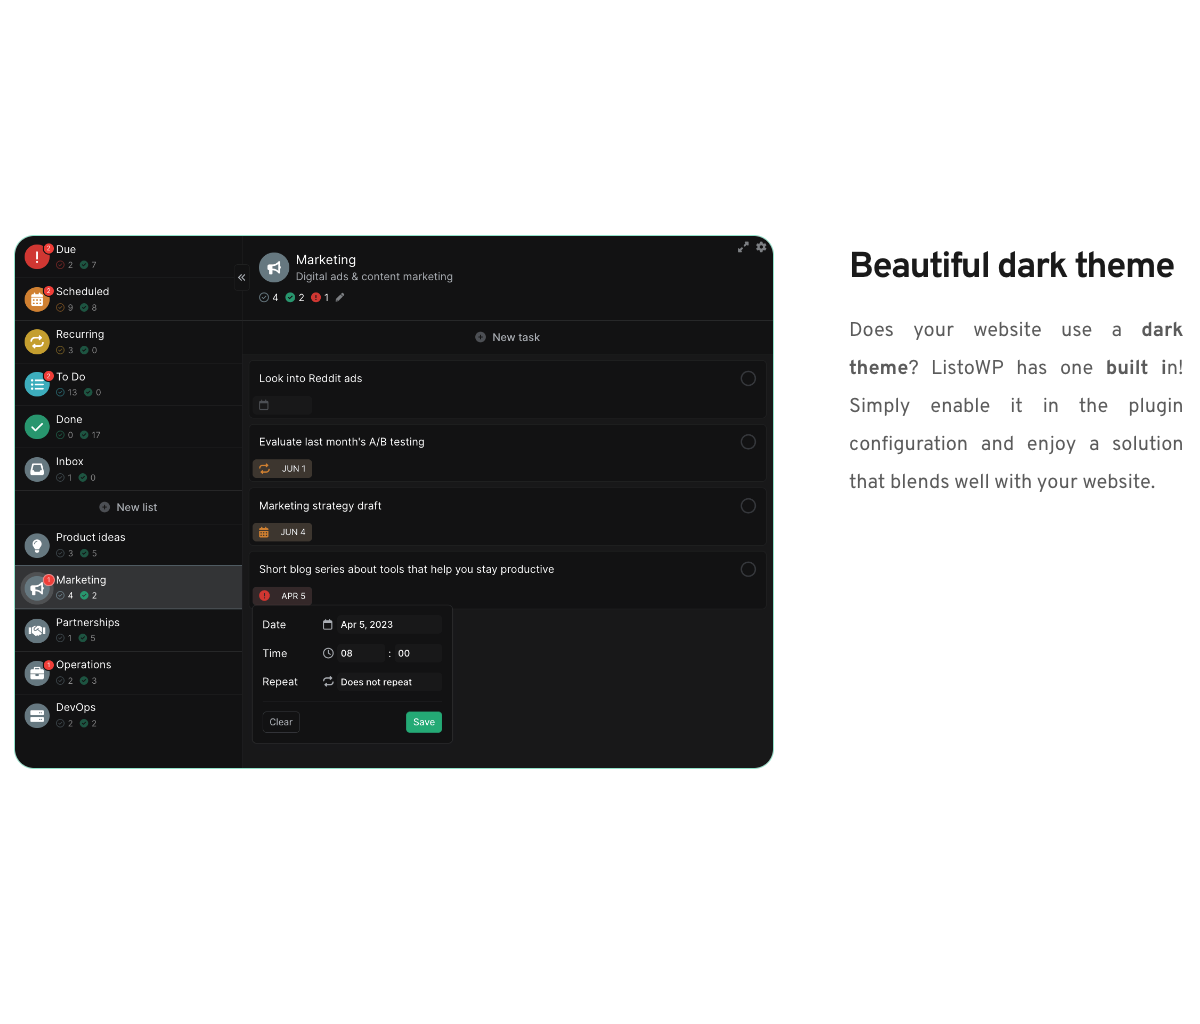 2
Due
2 7
2
Scheduled
9 8
Recurring
3 0
2
To Do
13 0
Done
0 17
Inbox
1 0
New list
Product ideas
3 5
1
Marketing
4 2
Partnerships
1 5
1
Operations
2 3
DevOps
2 2
«
Marketing
Digital ads & content marketing
4 2 1
New task
Look into Reddit ads
Evaluate last month's A/B testing
JUN 1
Marketing strategy draft
JUN 4
Short blog series about tools that help you stay productive
APR 5
Date Apr 5, 2023
Time 08 : 00
Repeat Does not repeat
Clear Save
Beautiful dark theme
Does your website use a dark
theme? ListoWP has one built in!
Simply enable it in the plugin
configuration and enjoy a solution
that blends well with your website.